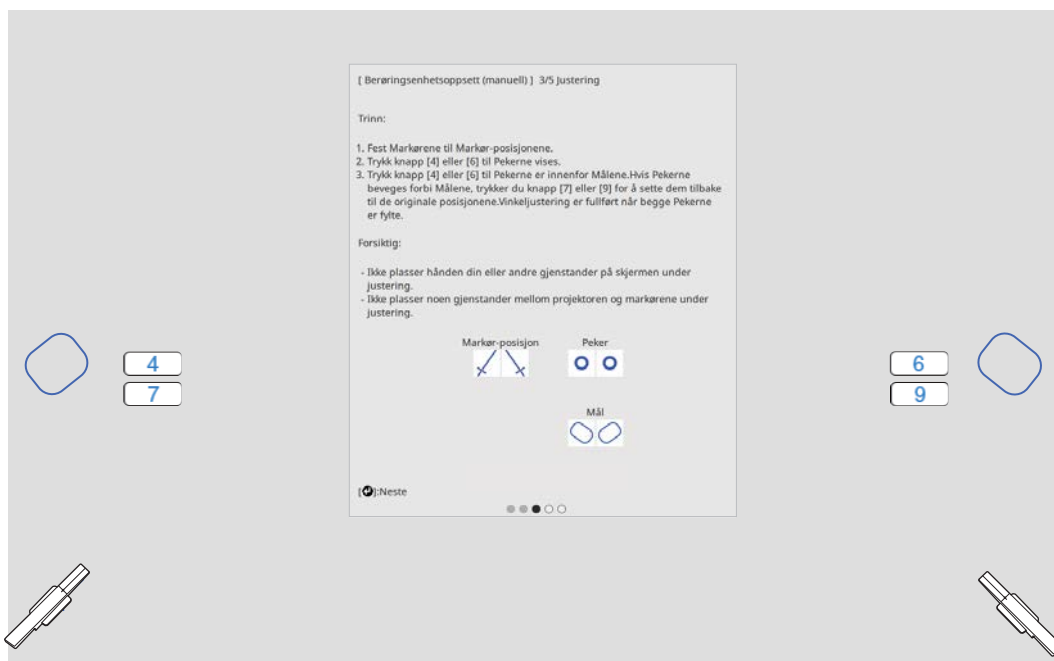 [ Berøringsenhetsoppsett (manuell) ] 3/5 Justering
Trinn:
1. Fest Markørene til Markør-posisjonene.
2. Trykk knapp [4] eller [6] til Pekerne vises.
3. Trykk knapp [4] eller [6] til Pekerne er innenfor Målene.Hvis Pekerne
beveges forbi Målene, trykker du knapp [7] eller [9] for å sette dem tilbake
til de originale posisjonene.Vinkeljustering er fullført når begge Pekerne
er fylte.
Forsiktig:
- Ikke plasser hånden din eller andre gjenstander på skjermen under
justering.
- Ikke plasser noen gjenstander mellom projektoren og markørene under
justering.
Markør-posisjon Peker
4
7
6
9
Mål
[ ]:Neste